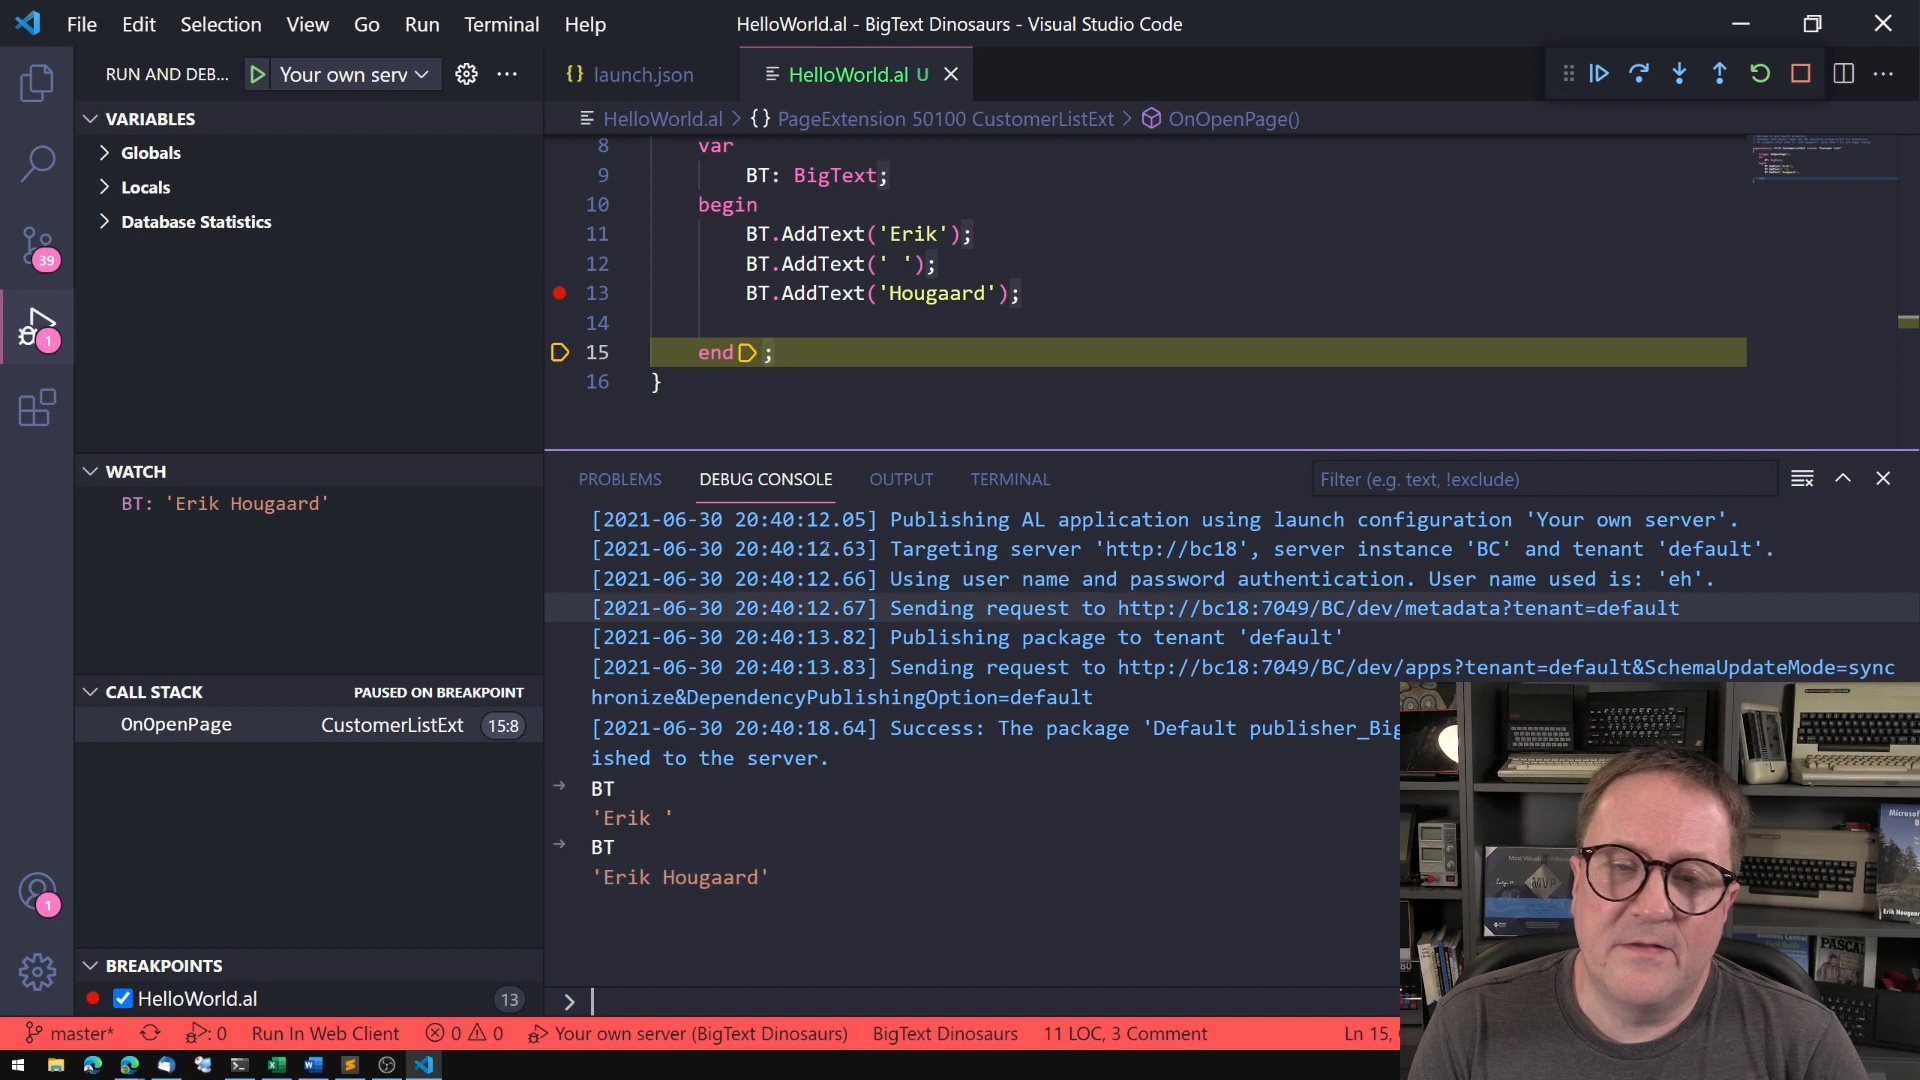 File Edit Selection View Go Run Terminal Help HelloWorld.al - BigText Dinosaurs - Visual Studio Code
RUN AND DEB... Your own serv
launch.json HelloWorld.al U
HelloWorld.al > {} PageExtension 50100 CustomerListExt > OnOpenPage()
VARIABLES
Globals
Locals
Database Statistics
39
1
8 var
9 BT: BigText;
10 begin
11 BT.AddText('Erik');
12 BT.AddText(' ');
13 BT.AddText('Hougaard');
14
15 end ;
16 }
WATCH
BT: 'Erik Hougaard'
CALL STACK PAUSED ON BREAKPOINT
OnOpenPage CustomerListExt 15:8
1
BREAKPOINTS
HelloWorld.al 13
PROBLEMS DEBUG CONSOLE OUTPUT TERMINAL Filter (e.g. text, !exclude)
[2021-06-30 20:40:12.05] Publishing AL application using launch configuration 'Your own server'.
[2021-06-30 20:40:12.63] Targeting server 'http://bc18', server instance 'BC' and tenant 'default'.
[2021-06-30 20:40:12.66] Using user name and password authentication. User name used is: 'eh'.
[2021-06-30 20:40:12.67] Sending request to http://bc18:7049/BC/dev/metadata?tenant=default
[2021-06-30 20:40:13.82] Publishing package to tenant 'default'
[2021-06-30 20:40:13.83] Sending request to http://bc18:7049/BC/dev/apps?tenant=default&SchemaUpdateMode=sync
hronize&DependencyPublishingOption=default
[2021-06-30 20:40:18.64] Success: The package 'Default publisher_Big
ished to the server.
BT
'Erik '
BT
'Erik Hougaard'
>
Microso
MVP
PASCAL
master* : 0 Run In Web Client 0 0 Your own server (BigText Dinosaurs) BigText Dinosaurs 11 LOC, 3 Comment Ln 15,